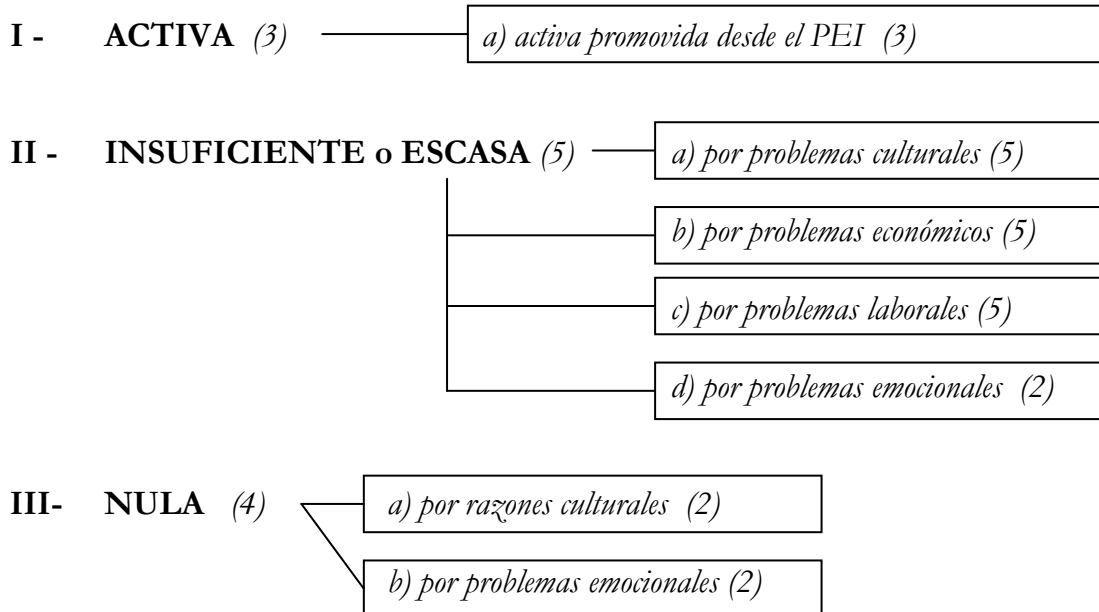 I - ACTIVA (3) a) activa promovida desde el PEI (3)
II - INSUFICIENTE o ESCASA (5) a) por problemas culturales (5)
b) por problemas económicos (5)
c) por problemas laborales (5)
d) por problemas emocionales (2)
III- NULA (4) a) por razones culturales (2)
b) por problemas emocionales (2)